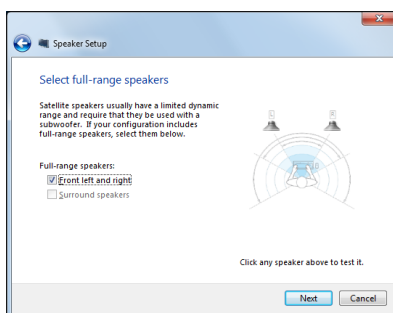 Speaker Setup
Select full-range speakers
Satellite speakers usually have a limited dynamic
range and require that they be used with a
subwoofer. If your configuration includes
full-range speakers, select them below.
Full-range speakers:
Front left and right
Surround speakers
Click any speaker above to test it.
Next
Cancel